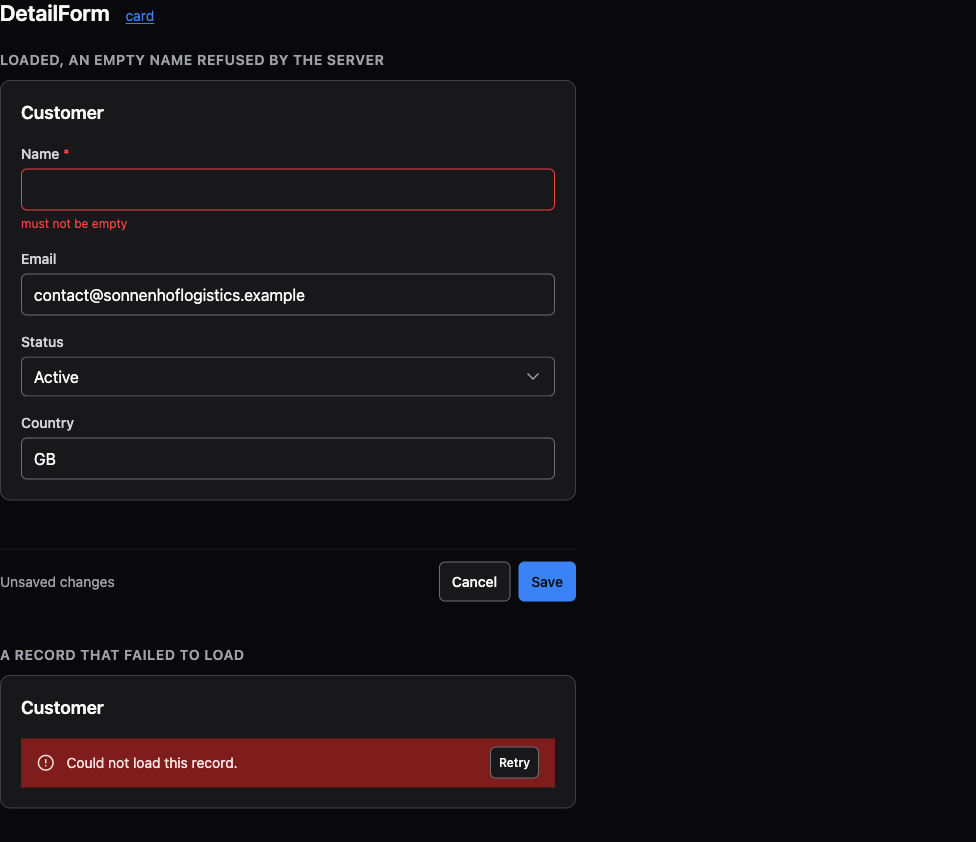 DetailForm card
LOADED, AN EMPTY NAME REFUSED BY THE SERVER
Customer
Name *
must not be empty
Email
contact@sonnenhoflogistics.example
Status
Active
Country
GB
Unsaved changes Cancel Save
A RECORD THAT FAILED TO LOAD
Customer
Could not load this record. Retry